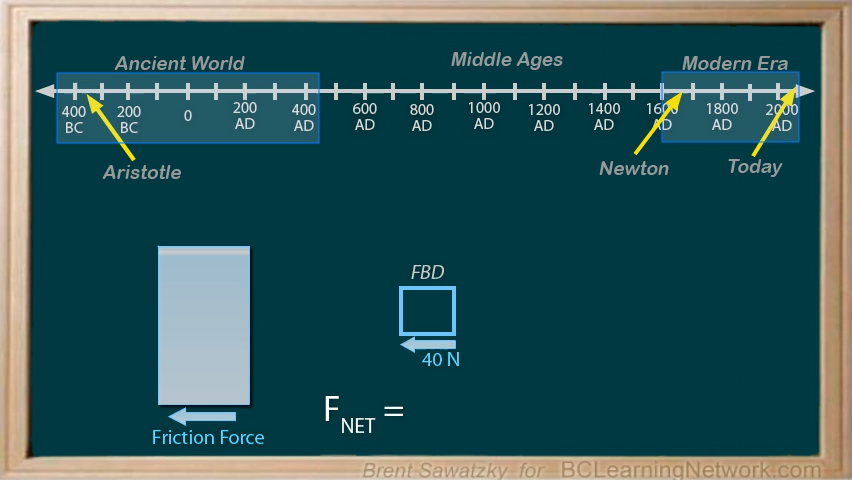 Ancient World
Middle Ages
Modern Era
400 BC
200 BC
0
200 AD
400 AD
600 AD
800 AD
1000 AD
1200 AD
1400 AD
1600 AD
1800 AD
2000 AD
Aristotle
Newton
Today
FBD
40 N
F NET =
Friction Force
Brent Sawatzky for BCLearningNetwork.com